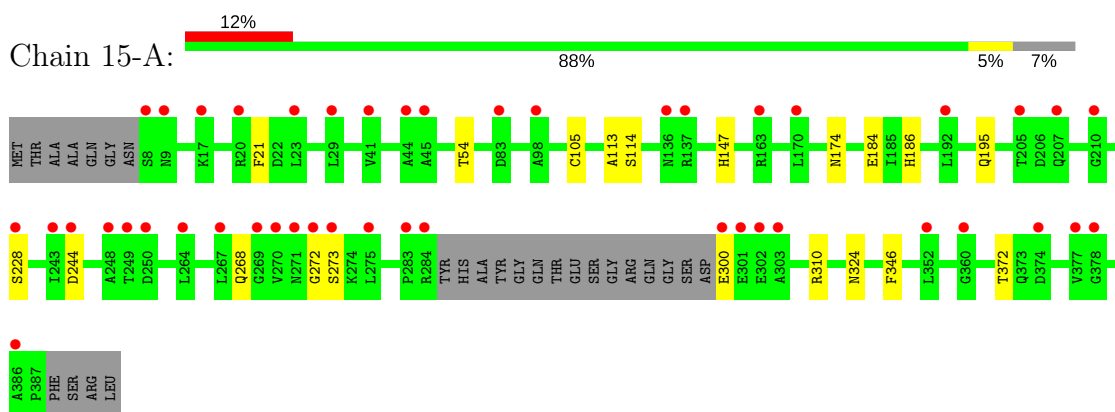 12%
Chain 15-A:
88% 5% 7%
MET THR ALA ALA GLN GLY ASN S8 N9 K17 R20 F21 D22 L23 L29 V41 A44 A45 T54 D83 A98 C105 A113 S114 N136 R137 H147 R163 L170 N174 E184 I185 H186 L192 Q195 T205 D206 Q207 G210
S228 I243 D244 A248 T249 D250 L264 L267 Q268 G269 V270 N271 G272 S273 K274 L275 P283 R284 TYR HIS ALA TYR GLY GLN THR GLU SER GLY ARG GLN GLY SER ASP E300 E301 E302 A303 R310 N324 F346 L352 G360 T372 Q373 D374 V377 G378
A386 P387 PHE SER ARG LEU